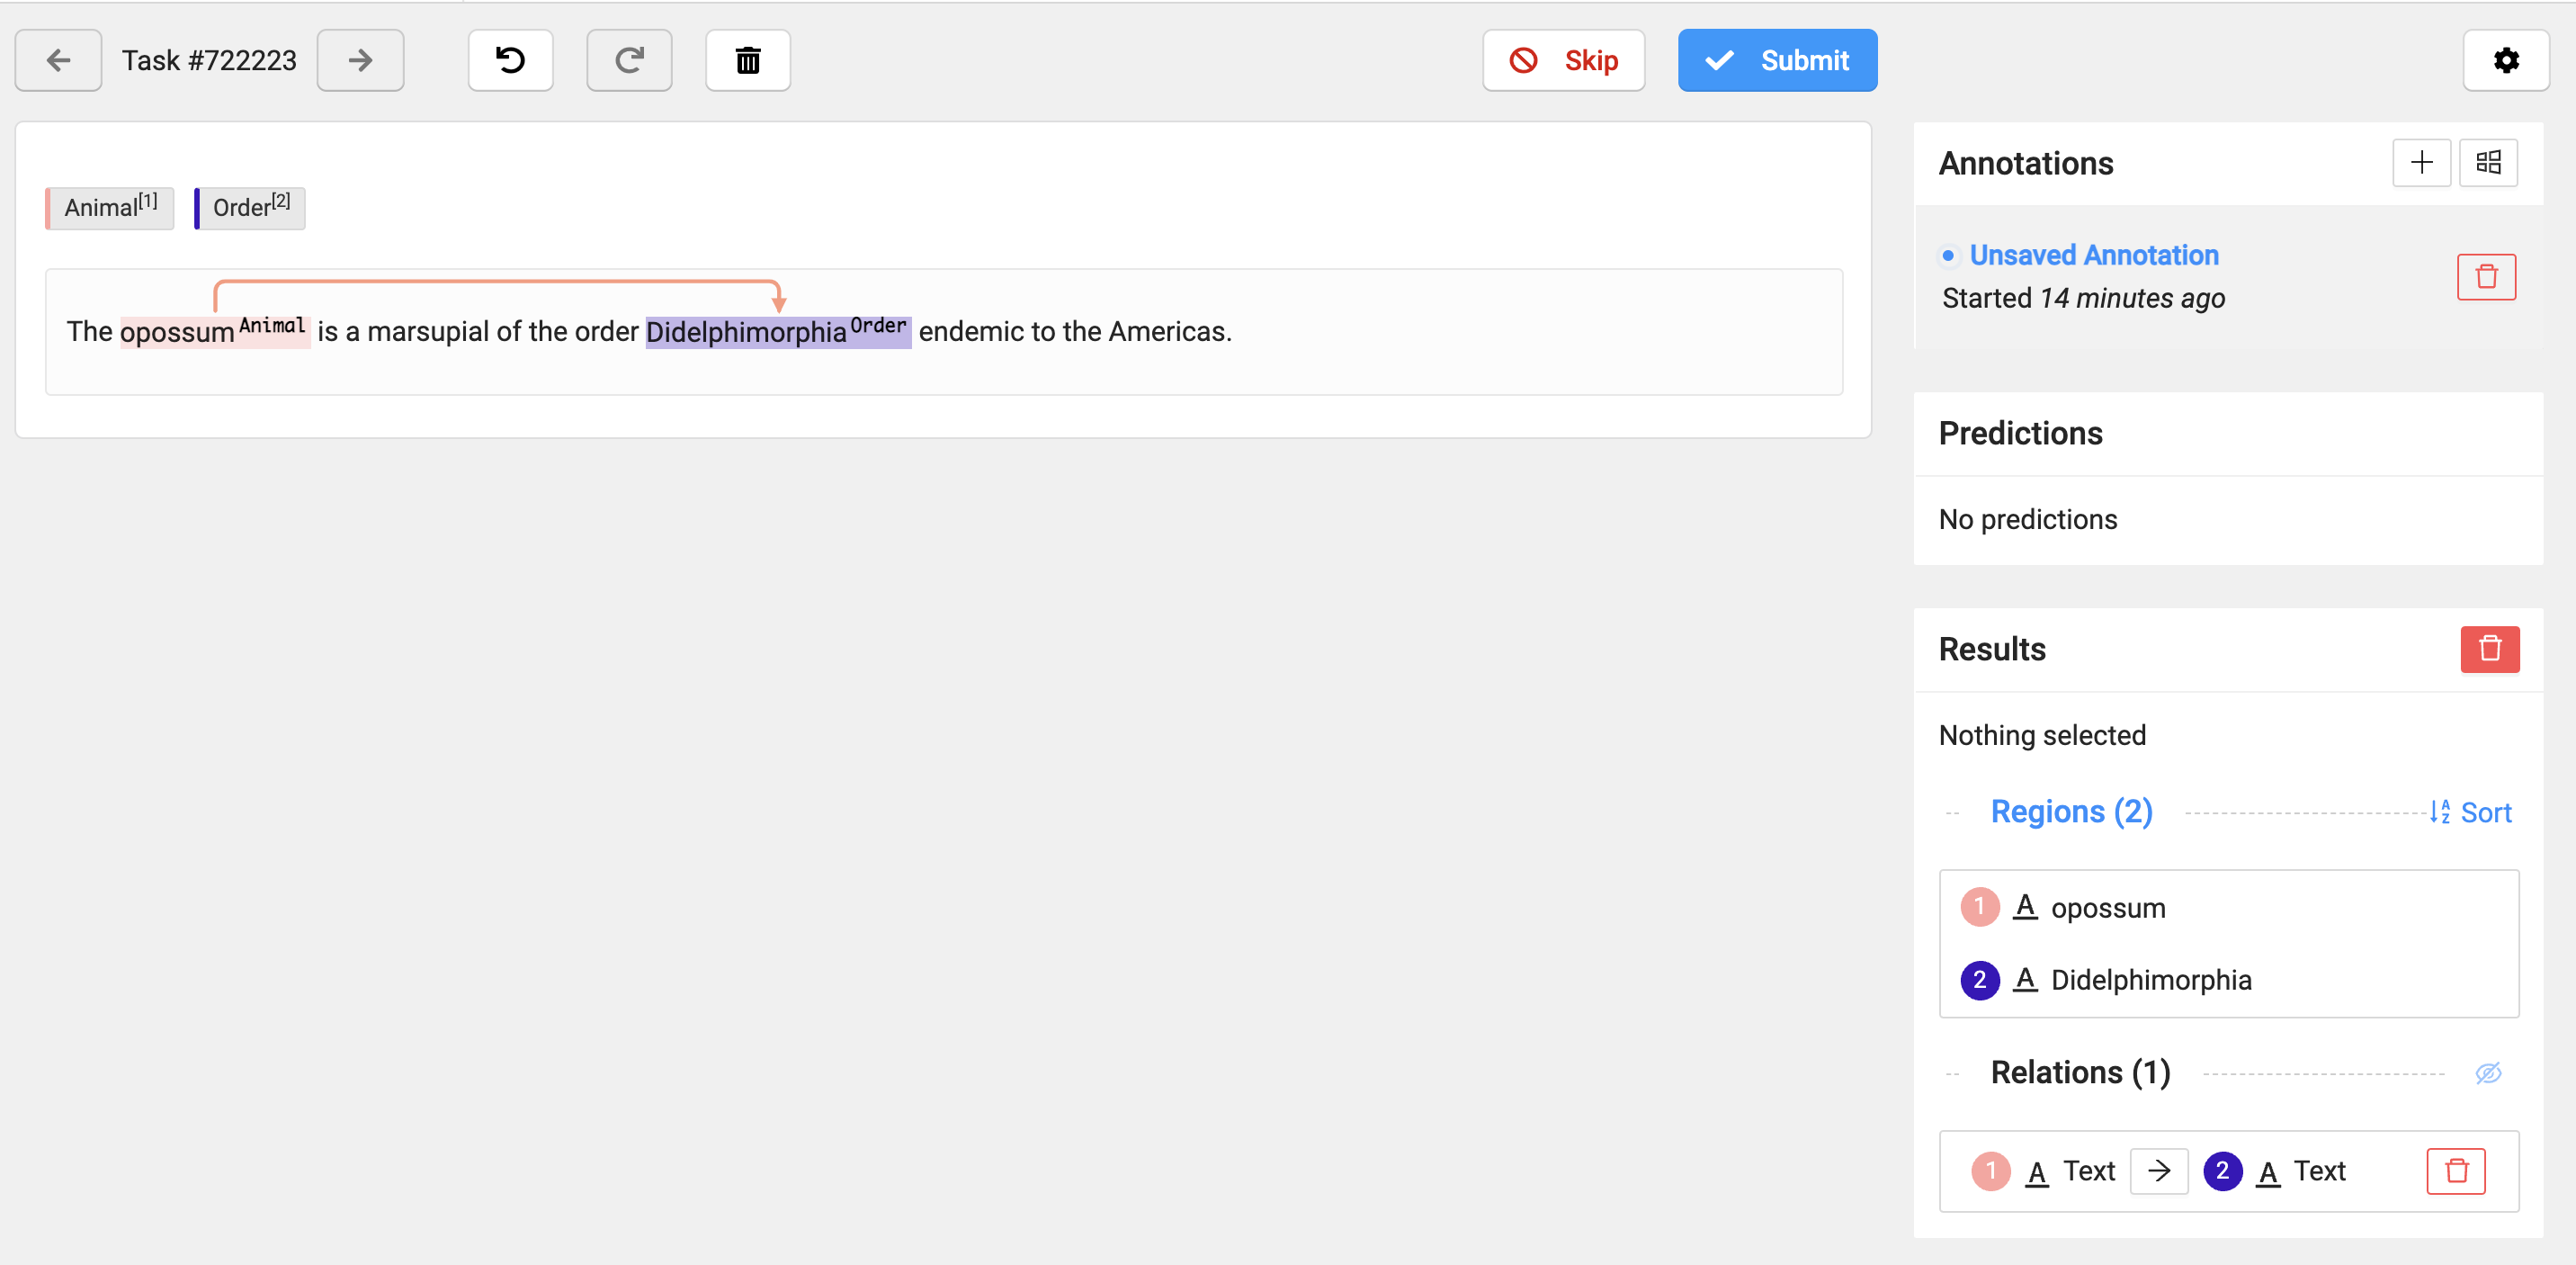 Task #722223
Skip
Submit
Animal[1] Order[2]
The opossum Animal is a marsupial of the order Didelphimorphia Order endemic to the Americas.
Annotations
Unsaved Annotation
Started 14 minutes ago
Predictions
No predictions
Results
Nothing selected
Regions (2)
Sort
1 A opossum
2 A Didelphimorphia
Relations (1)
1 A Text → 2 A Text